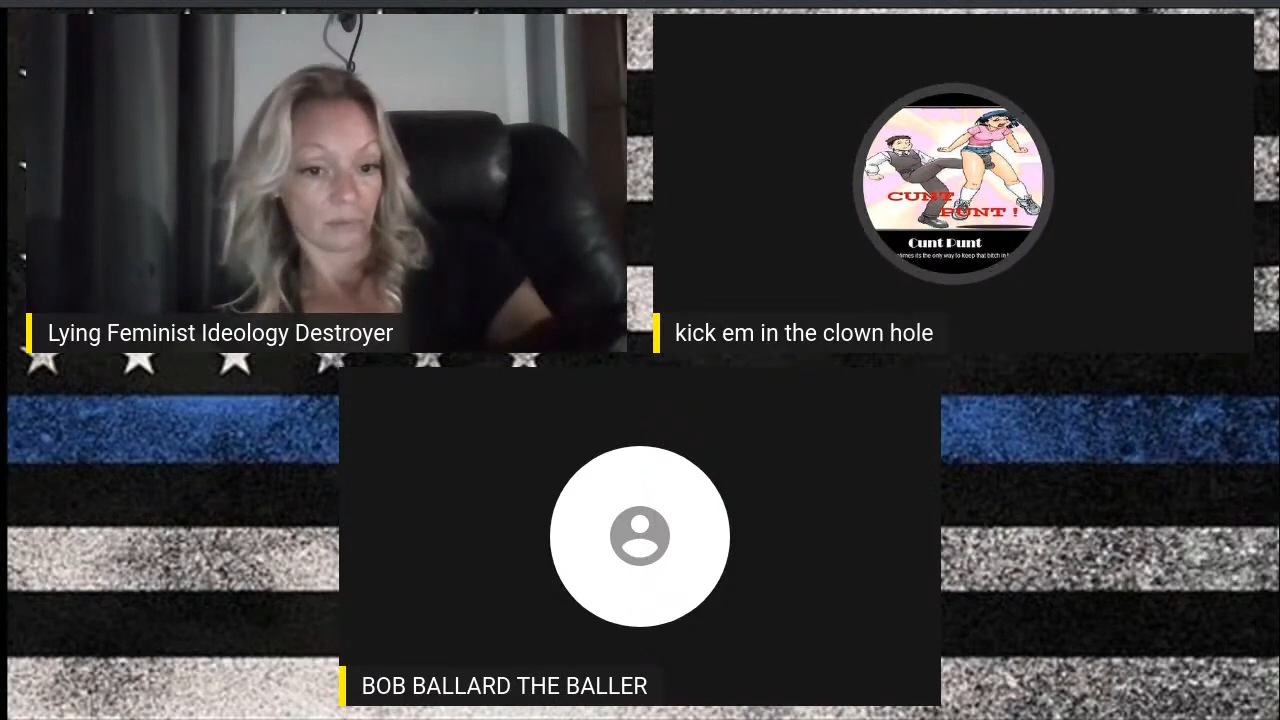 CUNT
PUNT !
Cunt Punt
Lying Feminist Ideology Destroyer
kick em in the clown hole
BOB BALLARD THE BALLER